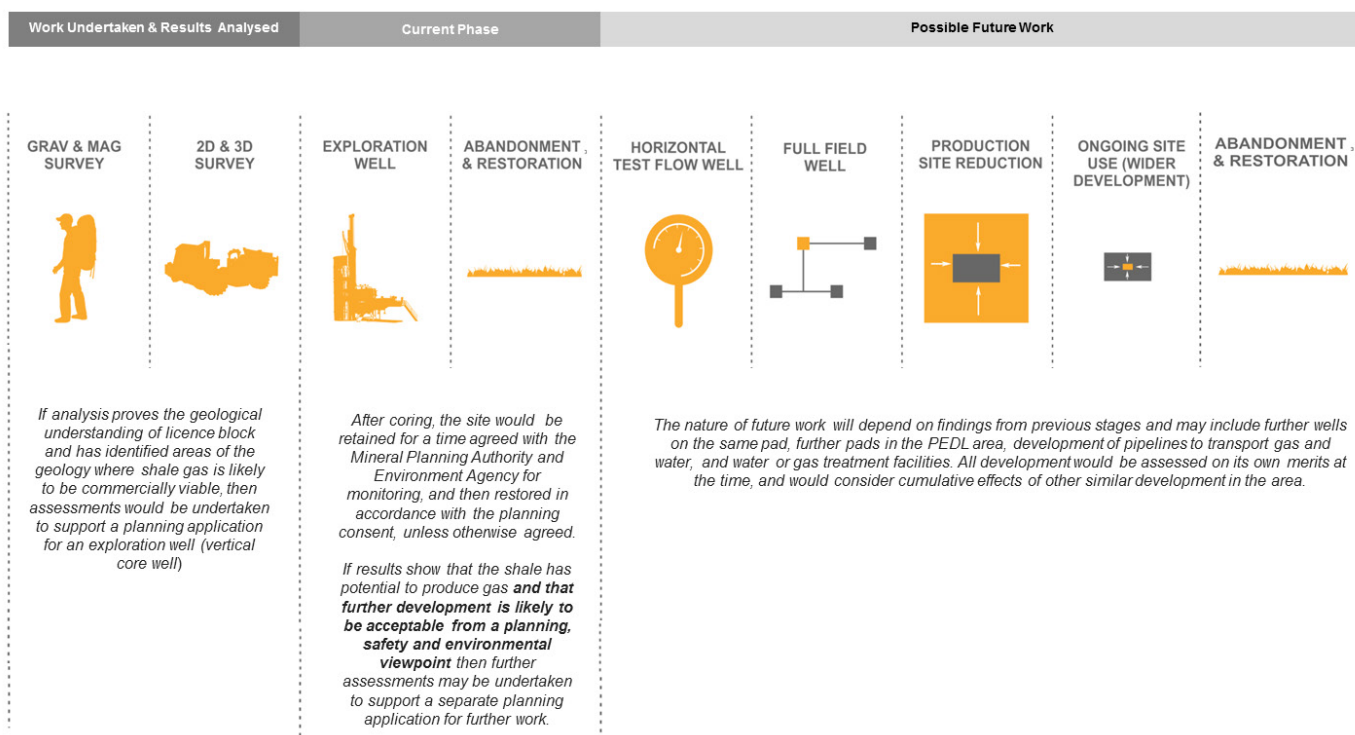 Work Undertaken & Results Analysed
Current Phase
Possible Future Work
GRAV & MAG
SURVEY
2D & 3D
SURVEY
EXPLORATION
WELL
ABANDONMENT ,
& RESTORATION
HORIZONTAL
TEST FLOW WELL
FULL FIELD
WELL
PRODUCTION
SITE REDUCTION
ONGOING SITE
USE (WIDER
DEVELOPMENT)
ABANDONMENT ,
& RESTORATION
If analysis proves the geological
understanding of licence block
and has identified areas of the
geology where shale gas is likely
to be commercially viable, then
assessments would be undertaken
to support a planning application
for an exploration well (vertical
core well)
After coring, the site would be
retained for a time agreed with the
Mineral Planning Authority and
Environment Agency for
monitoring, and then restored in
accordance with the planning
consent, unless otherwise agreed.
If results show that the shale has
potential to produce gas and that
further development is likely to
be acceptable from a planning,
safety and environmental
viewpoint then further
assessments may be undertaken
to support a separate planning
application for further work.
The nature of future work will depend on findings from previous stages and may include further wells
on the same pad, further pads in the PEDL area, development of pipelines to transport gas and
water, and water or gas treatment facilities. All development would be assessed on its own merits at
the time, and would consider cumulative effects of other similar development in the area.